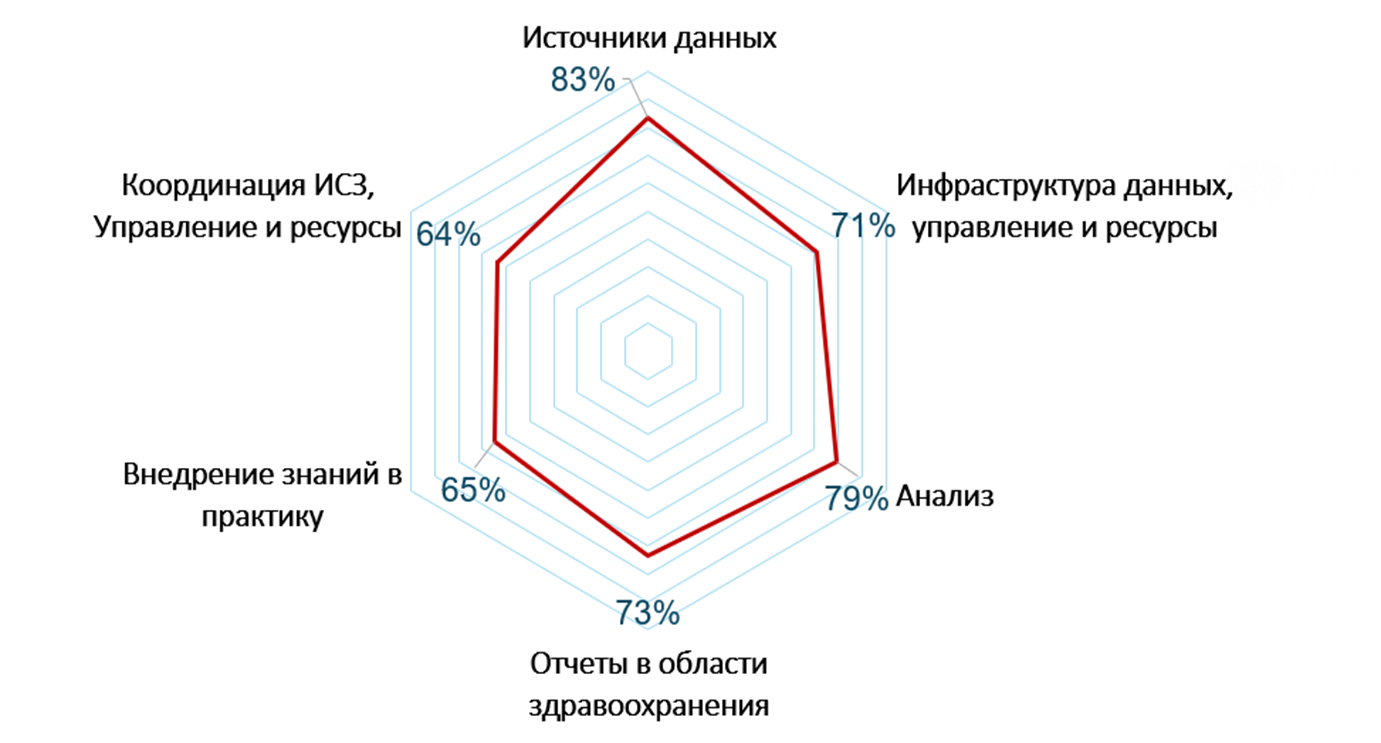 Источники данных
83%
Координация ИСЗ,
Управление и ресурсы
64%
Инфраструктура данных,
71% управление и ресурсы
Внедрение знаний в
практику
65%
79% Анализ
73%
Отчеты в области
здравоохранения